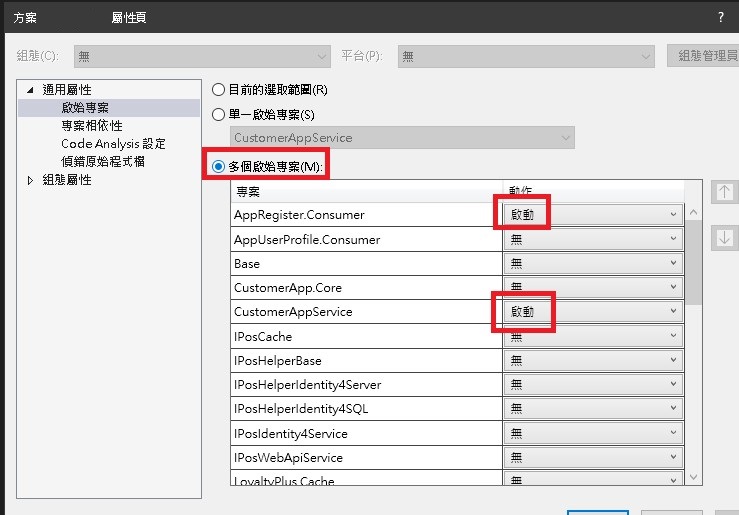 方案 屬性頁 ?
組態(C): 無 平台(P): 無 組態管理員
通用屬性
啟始專案
專案相依性
Code Analysis 設定
偵錯原始程式檔
組態屬性
目前的選取範圍(R)
單一啟始專案(S)
CustomerAppService
多個啟始專案(M):
專案 動作
AppRegister.Consumer 啟動
AppUserProfile.Consumer 無
Base 無
CustomerApp.Core 無
CustomerAppService 啟動
IPosCache 無
IPosHelperBase 無
IPosHelperIdentity4Server 無
IPosHelperIdentity4SQL 無
IPosIdentity4Service 無
IPosWebApiService 無
LoyaltyPlus.Cache 無